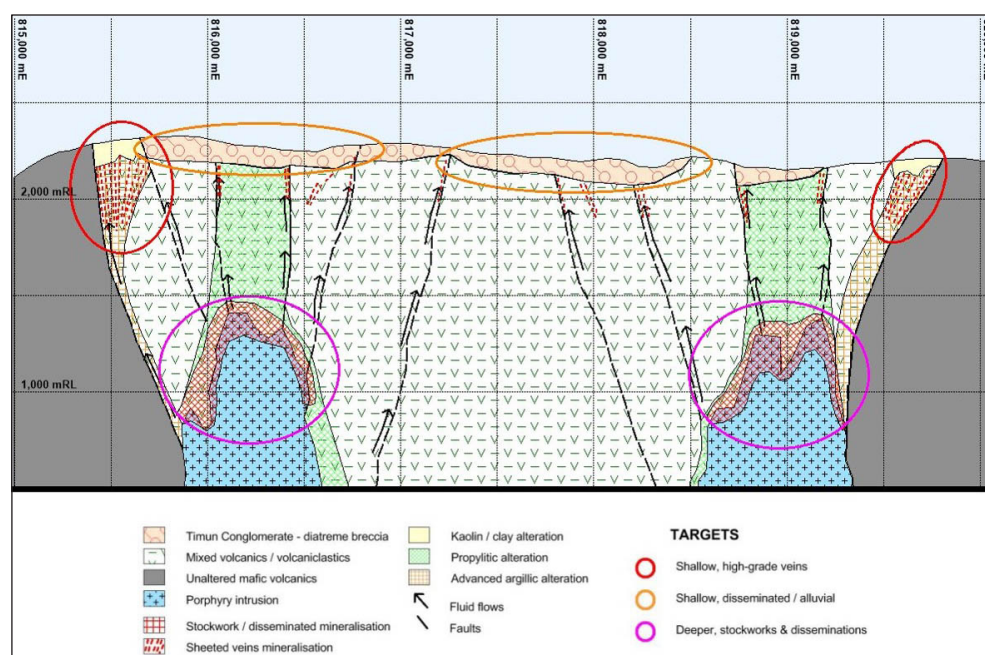 815,000 mE
816,000 mE
817,000 mE
818,000 mE
819,000 mE
2,000 mRL
1,000 mRL
Timun Conglomerate - diatreme breccia
Mixed volcanics / volcaniclastics
Unaltered mafic volcanics
Porphyry intrusion
Stockwork / disseminated mineralisation
Sheeted veins mineralisation
Kaolin / clay alteration
Propylitic alteration
Advanced argillic alteration
Fluid flows
Faults
TARGETS
Shallow, high-grade veins
Shallow, disseminated / alluvial
Deeper, stockworks & disseminations